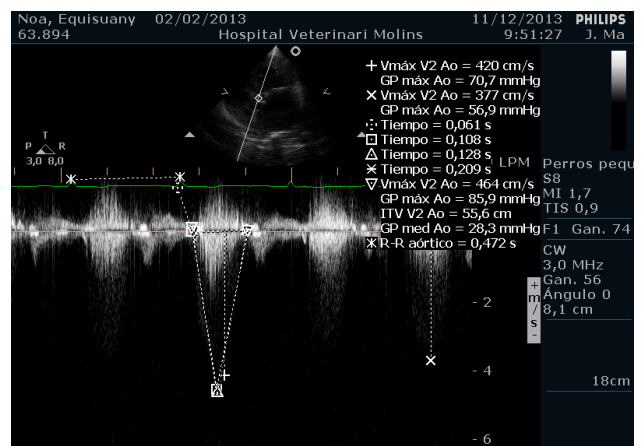 Noa, Equisuany 02/02/2013 11/12/2013 PHILIPS
63.894 Hospital Veterinari Molins 9:51:27 J. Ma
+ Vmáx V2 Ao = 420 cm/s
GP máx Ao = 70,7 mmHg
× Vmáx V2 Ao = 377 cm/s
GP máx Ao = 56,9 mmHg
Tiempo = 0,061 s
Tiempo = 0,108 s
Tiempo = 0,128 s
Tiempo = 0,209 s
Vmáx V2 Ao = 464 cm/s
GP máx Ao = 85,9 mmHg
ITV V2 Ao = 55,6 cm
GP med Ao = 28,3 mmHg
R-R aórtico = 0,472 s
T
P R
3,0 8,0
LPM
Perros pequ
S8
MI 1,7
TIS 0,9
F1 Gan. 74
CW
3,0 MHz
Gan. 56
Ángulo 0
8,1 cm
18cm
+
m
/
s
-
- 2
- 4
- 6